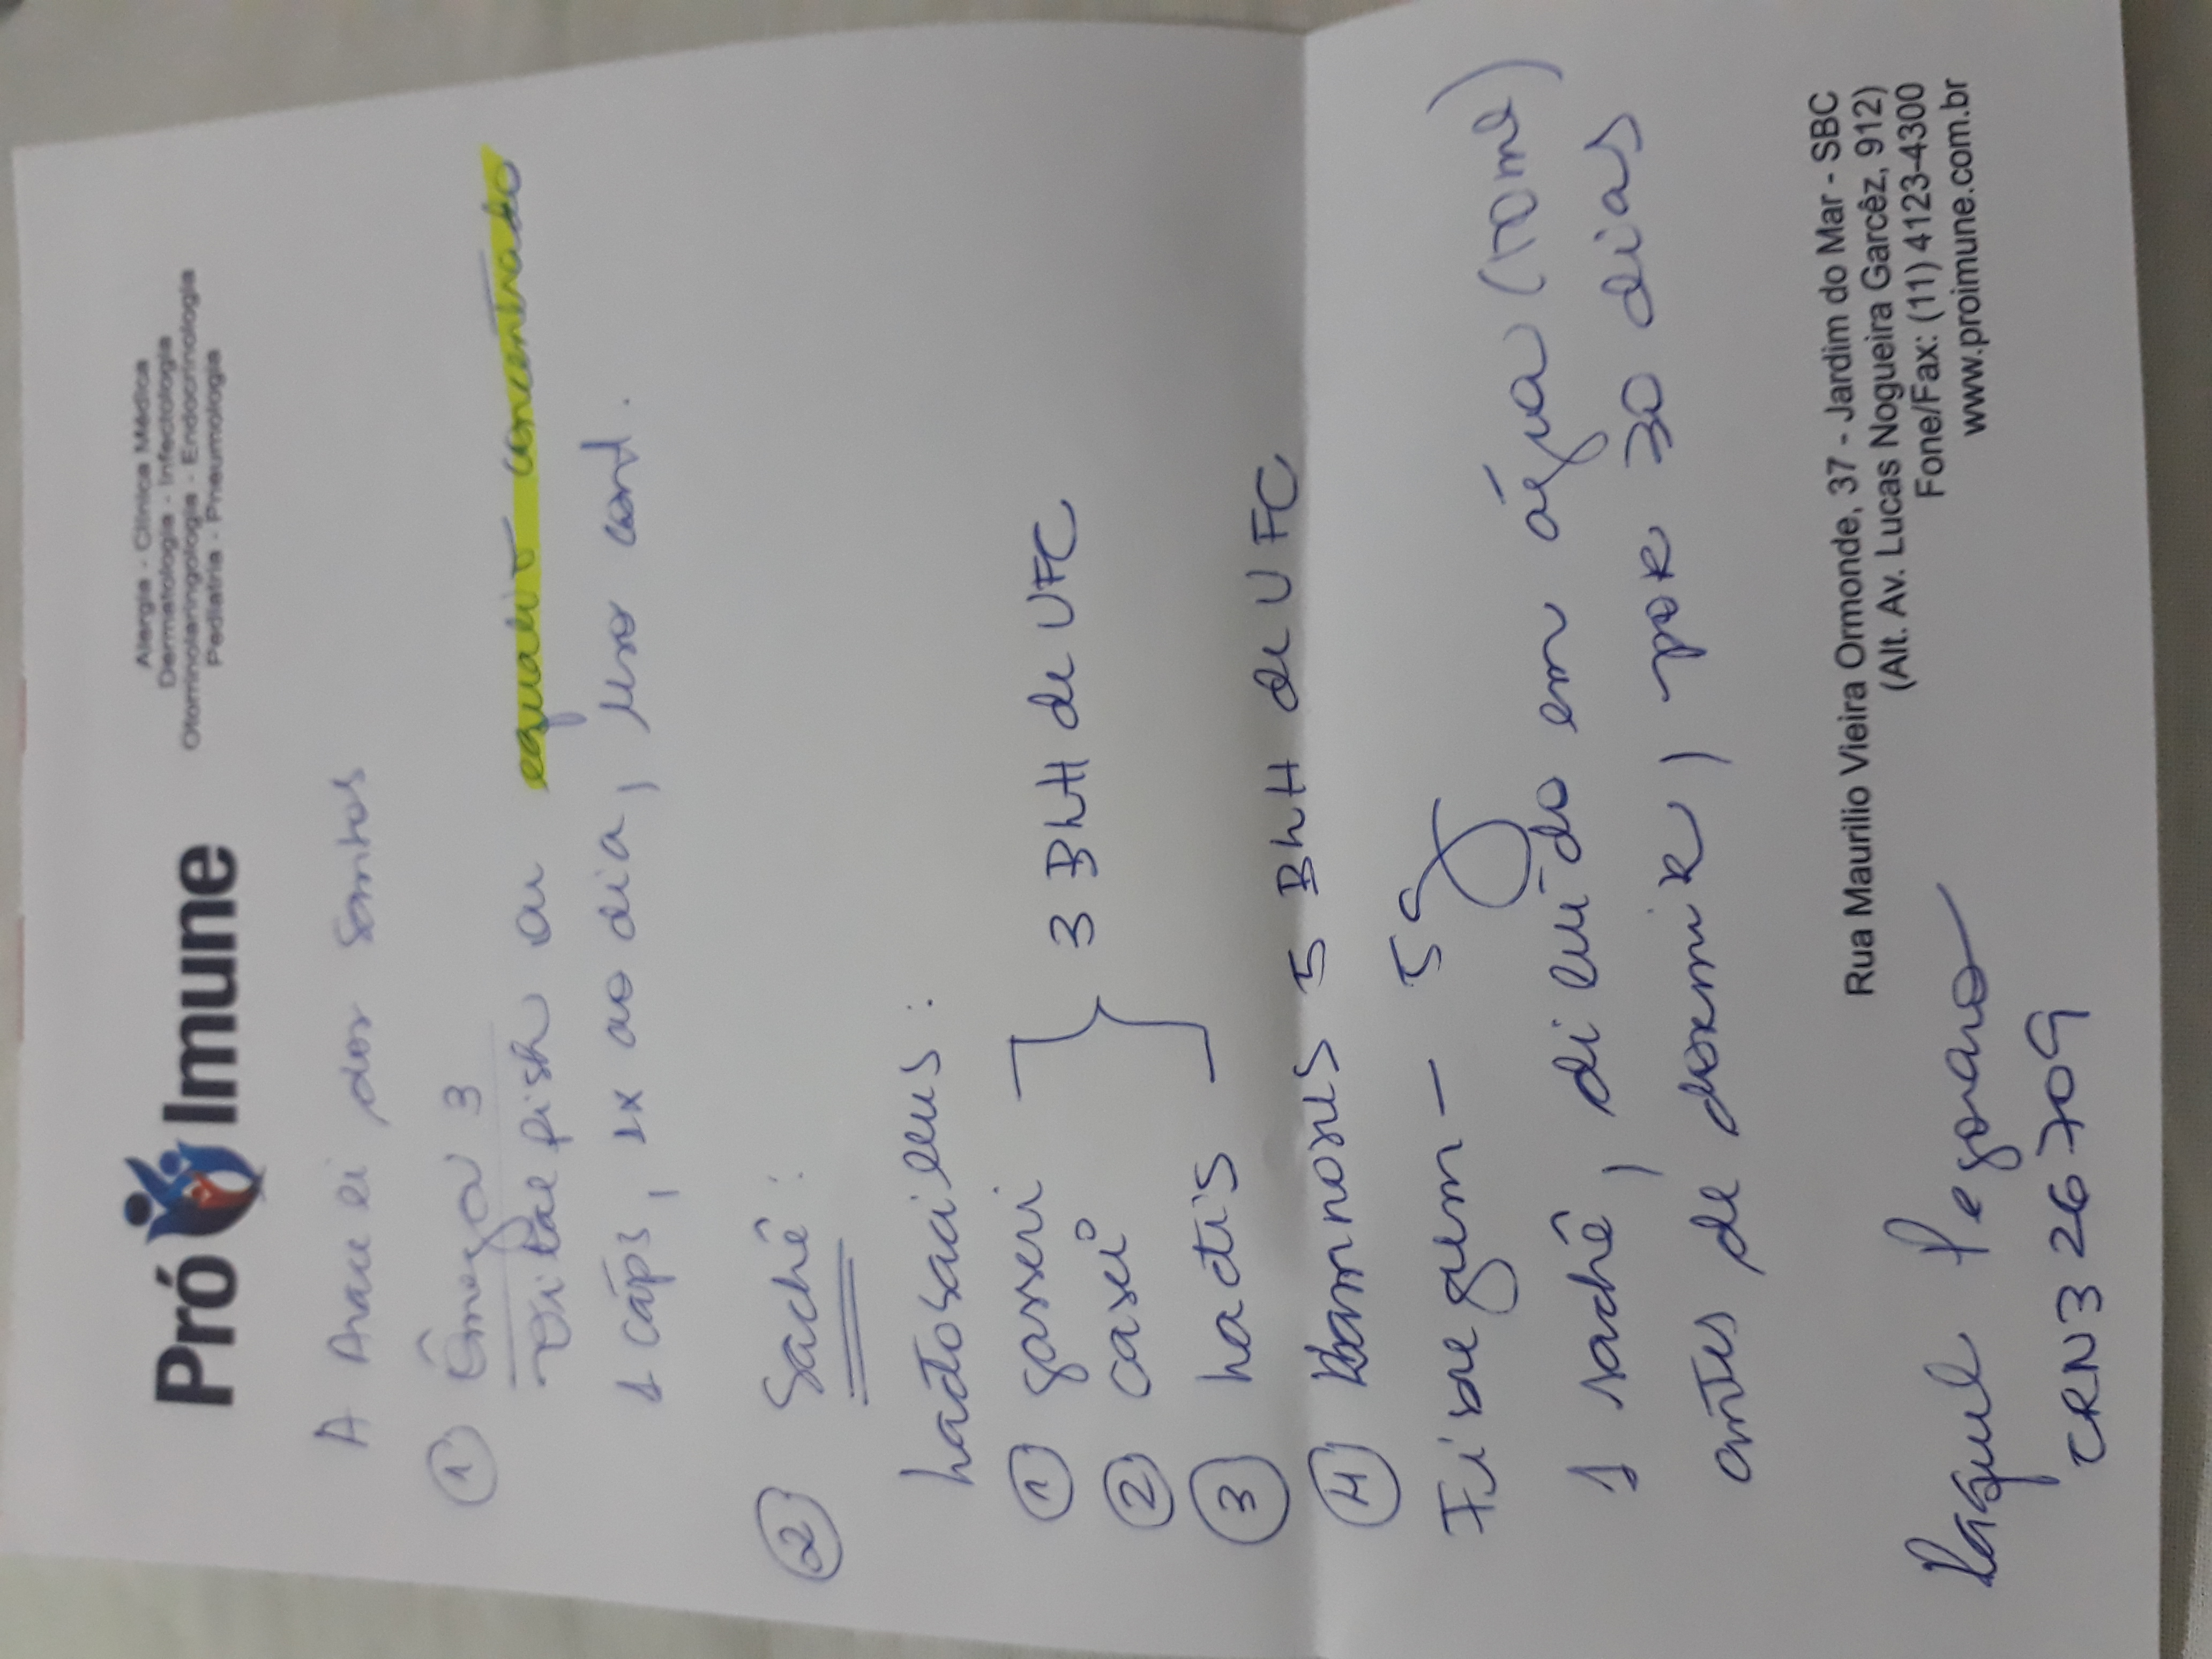 Pró Imune
Alergia - Clínica Médica
Dermatologia - Infectologia
Otorrinolaringologia - Endocrinologia
Pediatria - Pneumologia
A Araceli dos Santos
① Ômega 3
Vital fish ou equaliv concentrado
1 cáps, 1x ao dia, uso cont.
② Sachê:
Lactobacillus:
① gasseri
② casei
3 BLH de UFC
③ Lactis
④ Rhamnosus 5 BLH de UFC
Fibregum - 5g
1 sachê, diluído em água (50ml)
antes de dormir, por 30 dias
Rua Maurilio Vieira Ormonde, 37 - Jardim do Mar - SBC
(Alt. Av. Lucas Nogueira Garcêz, 912)
Fone/Fax: (11) 4123-4300
www.proimune.com.br
Raquel Pegoraro
CRN3 26709